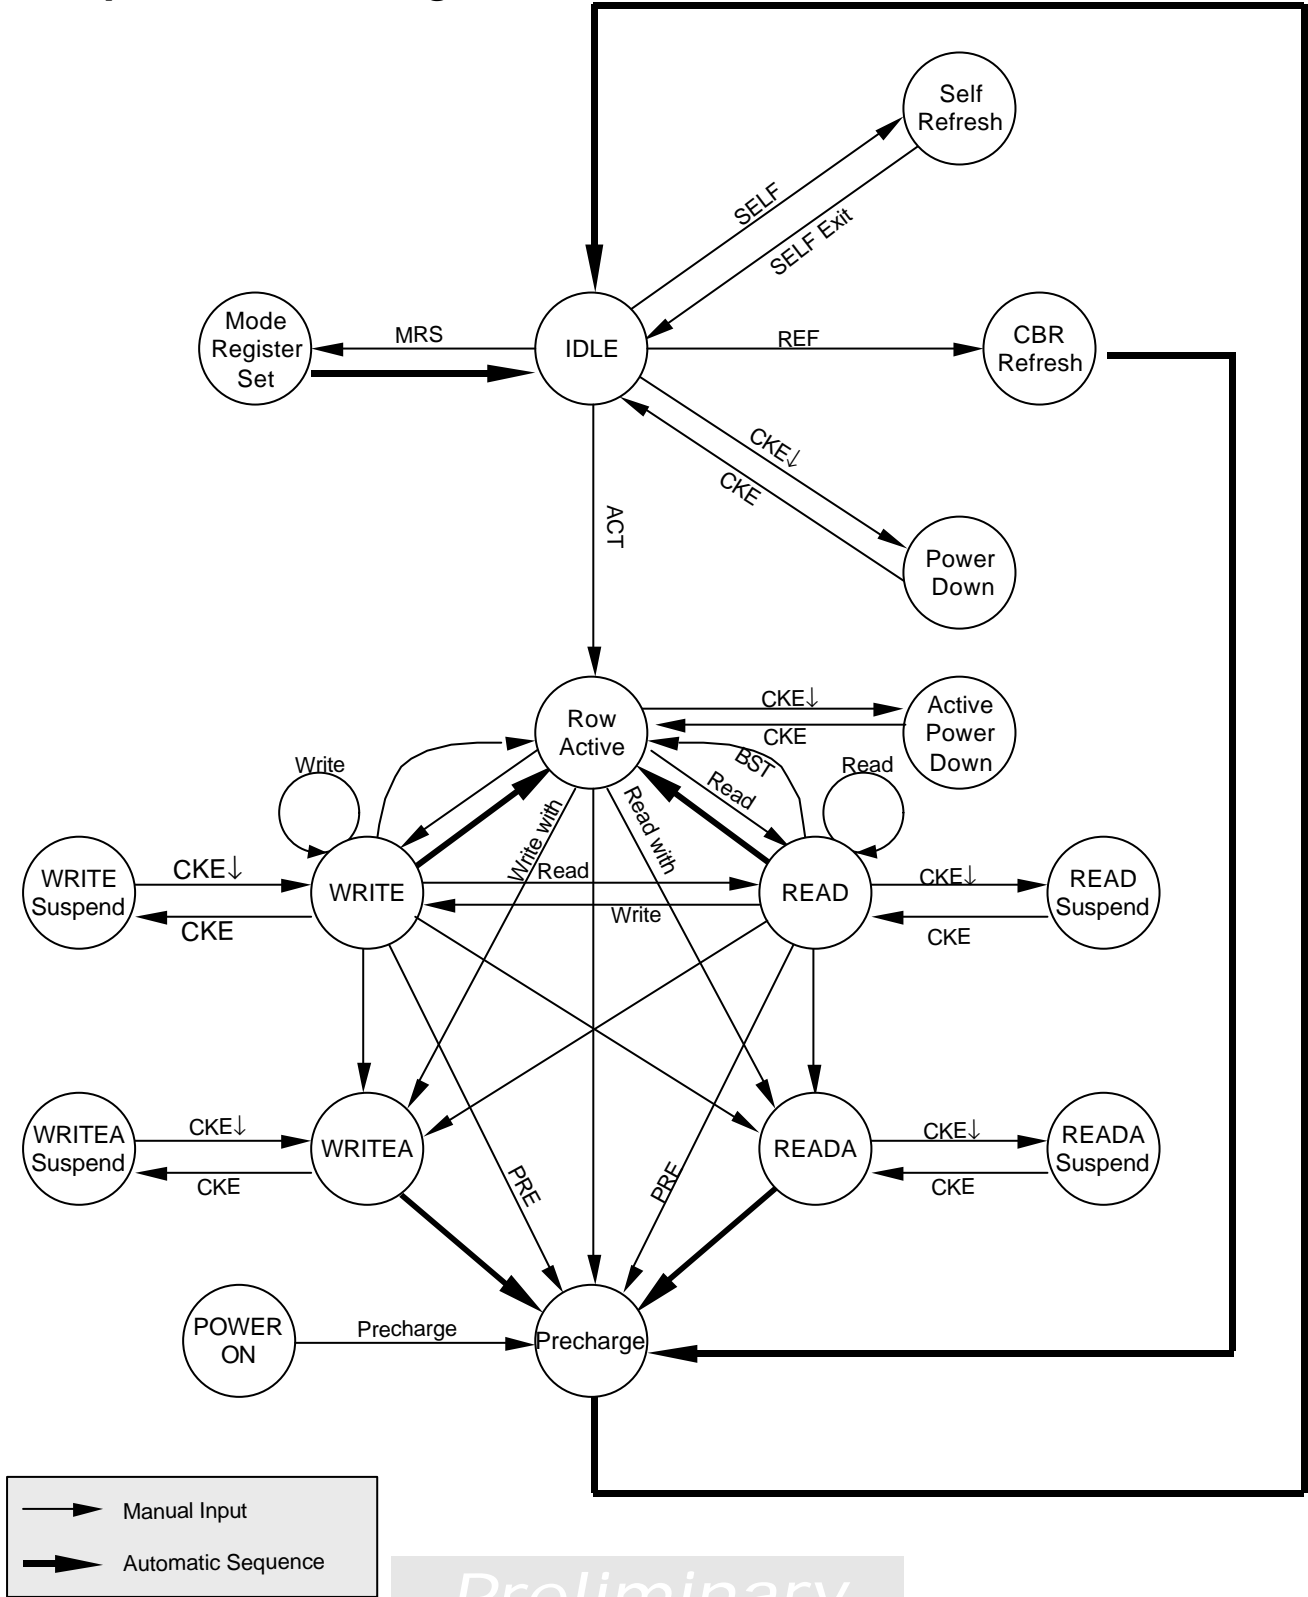 Self
Refresh
SELF
SELF Exit
Mode
Register
Set
MRS
IDLE
REF
CBR
Refresh
CKE↓
CKE
ACT
Power
Down
Row
Active
CKE↓
CKE
Active
Power
Down
Write
BST
Read
Read
Write with
Read with
WRITE
Suspend
CKE↓
CKE
WRITE
Read
Write
READ
CKE↓
CKE
READ
Suspend
WRITEA
Suspend
CKE↓
CKE
WRITEA
PRE
PRE
READA
CKE↓
CKE
READA
Suspend
POWER
ON
Precharge
Precharge
Manual Input
Automatic Sequence
Preliminary